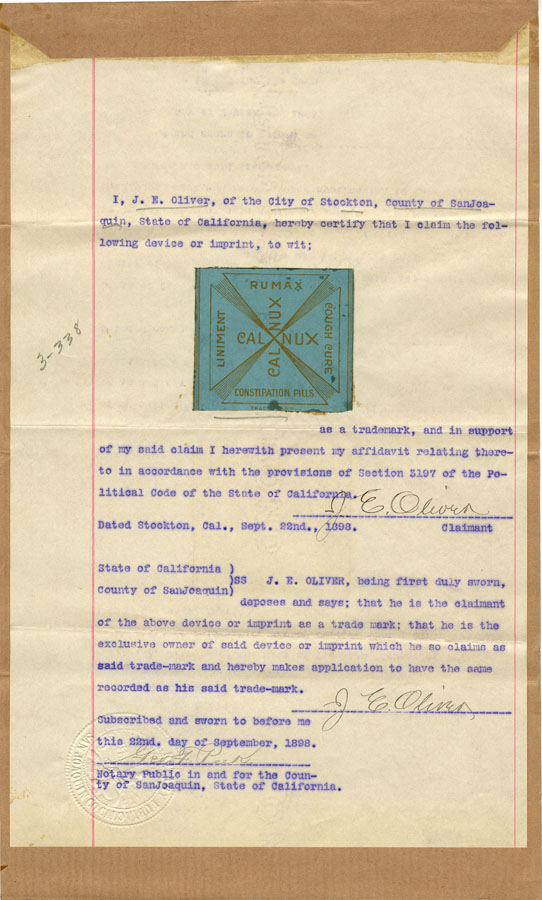 I, J. E. Oliver, of the City of Stockton, County of SanJoa-
quin, State of California, hereby certify that I claim the fol-
lowing device or imprint, to wit;
3-338
RUMAX
LINIMENT
CAL NUX
CAL NUX
COUGH CURE
CONSTIPATION PILLS
as a trademark, and in support
of my said claim I herewith present my affidavit relating there-
to in accordance with the provisions of Section 3197 of the Po-
litical Code of the State of California.
J. E. Oliver
Dated Stockton, Cal., Sept. 22nd., 1898. Claimant
State of California )
)SS J. E. OLIVER, being first duly sworn,
County of SanJoaquin)
deposes and says; that he is the claimant
of the above device or imprint as a trade mark; that he is the
exclusive owner of said device or imprint which he so claims as
said trade-mark and hereby makes application to have the same
recorded as his said trade-mark.
J. E. Oliver
Subscribed and sworn to before me
this 22nd. day of September, 1898.
Notary Public in and for the Coun-
ty of SanJoaquin, State of California.